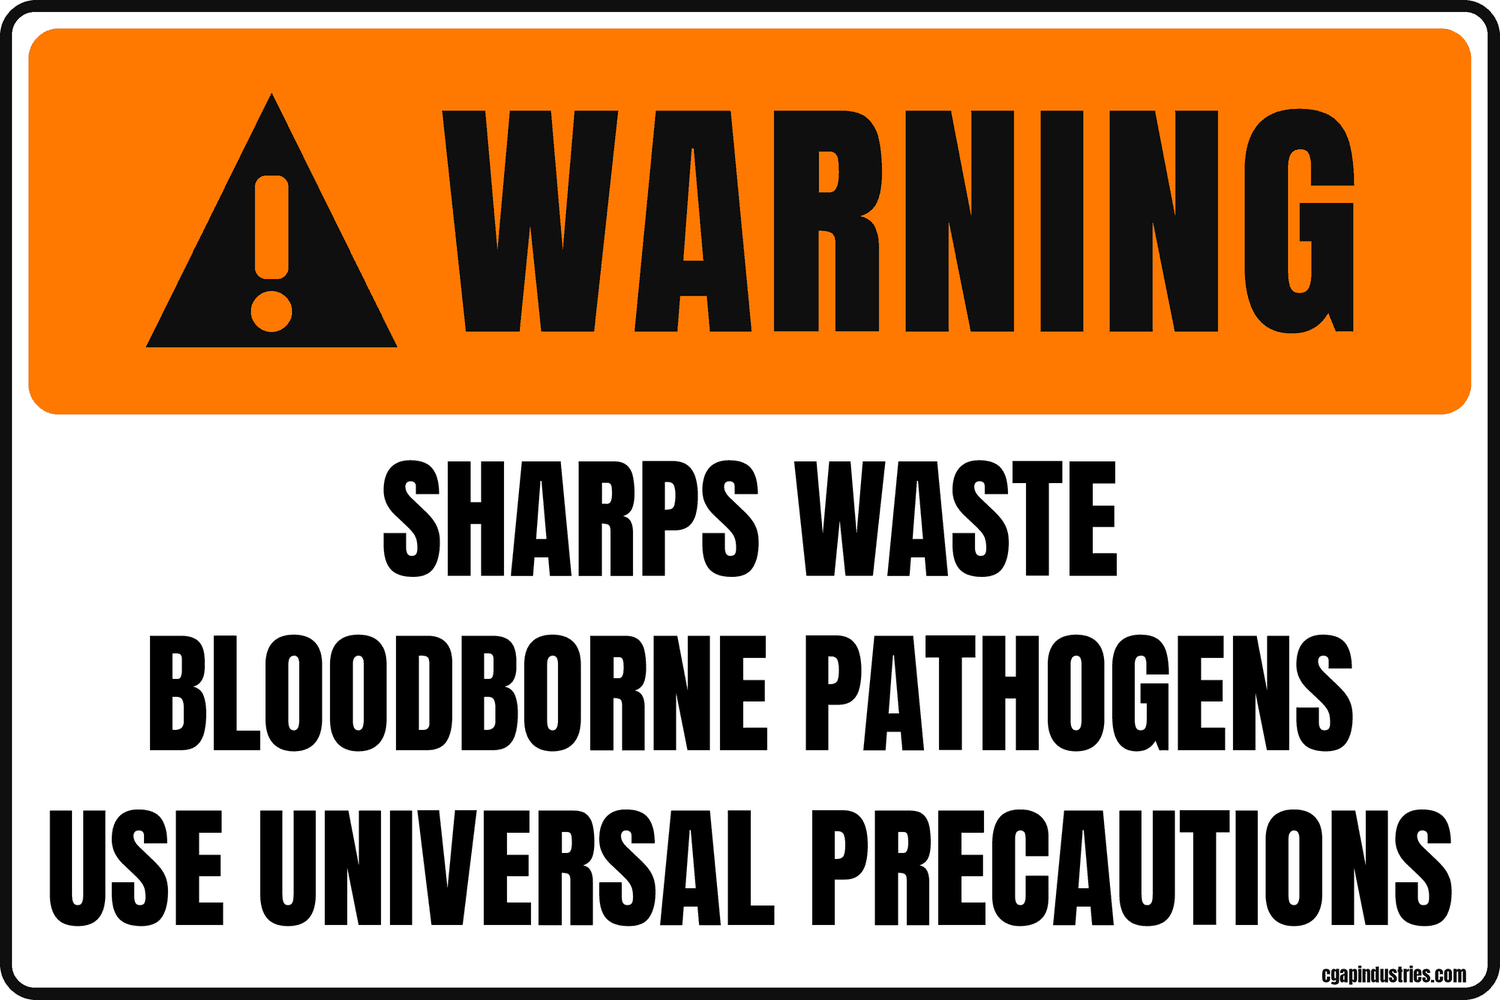 WARNING
SHARPS WASTE
BLOODBORNE PATHOGENS
USE UNIVERSAL PRECAUTIONS
cgapindustries.com